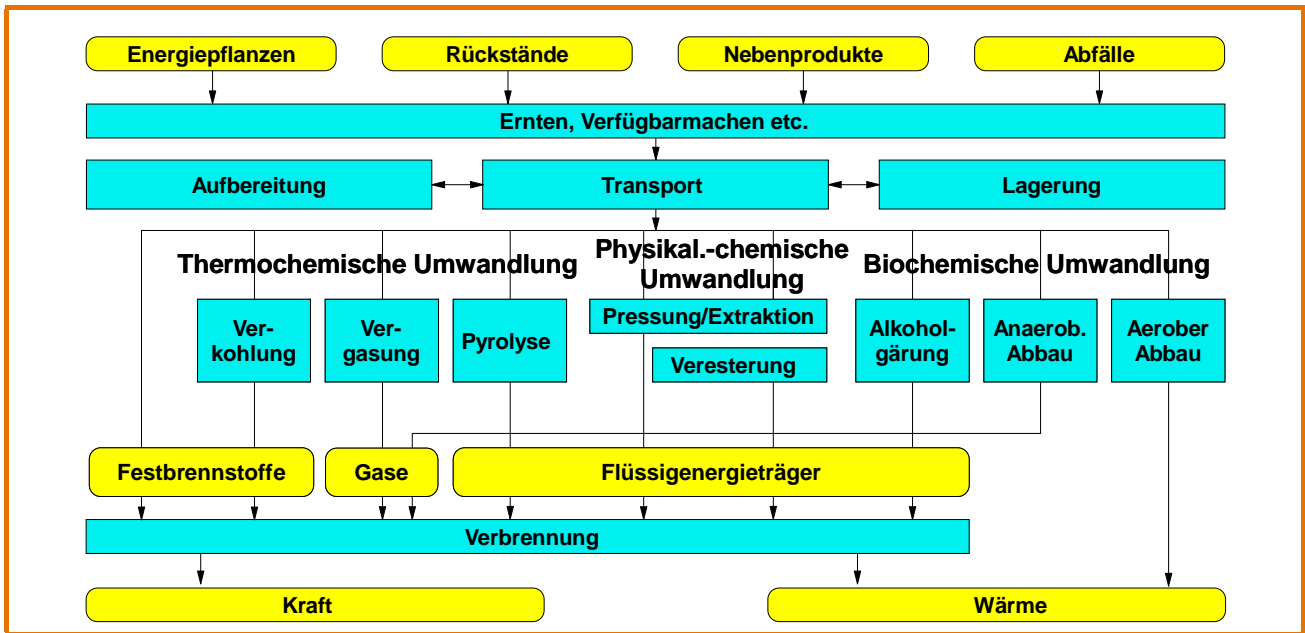 Energiepflanzen
Rückstände
Nebenprodukte
Abfälle
Ernten, Verfügbarmachen etc.
Aufbereitung
Transport
Lagerung
Thermochemische Umwandlung
Physikal.-chemische
Umwandlung
Biochemische Umwandlung
Ver-
kohlung
Ver-
gasung
Pyrolyse
Pressung/Extraktion
Veresterung
Alkohol-
gärung
Anaerob.
Abbau
Aerober
Abbau
Festbrennstoffe
Gase
Flüssigenergieträger
Verbrennung
Kraft
Wärme